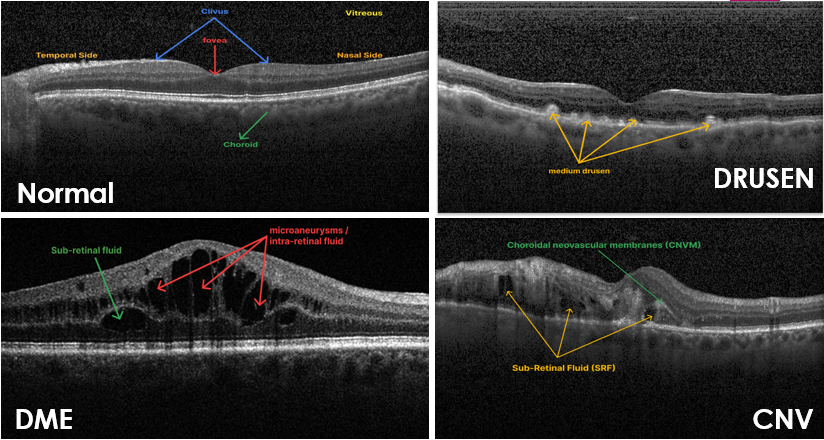 Clivus
Vitreous
fovea
Temporal Side
Nasal Side
Choroid
Normal
medium drusen
DRUSEN
Sub-retinal fluid
microaneurysms /
intra-retinal fluid
DME
Choroidal neovascular membranes (CNVM)
Sub-Retinal Fluid (SRF)
CNV